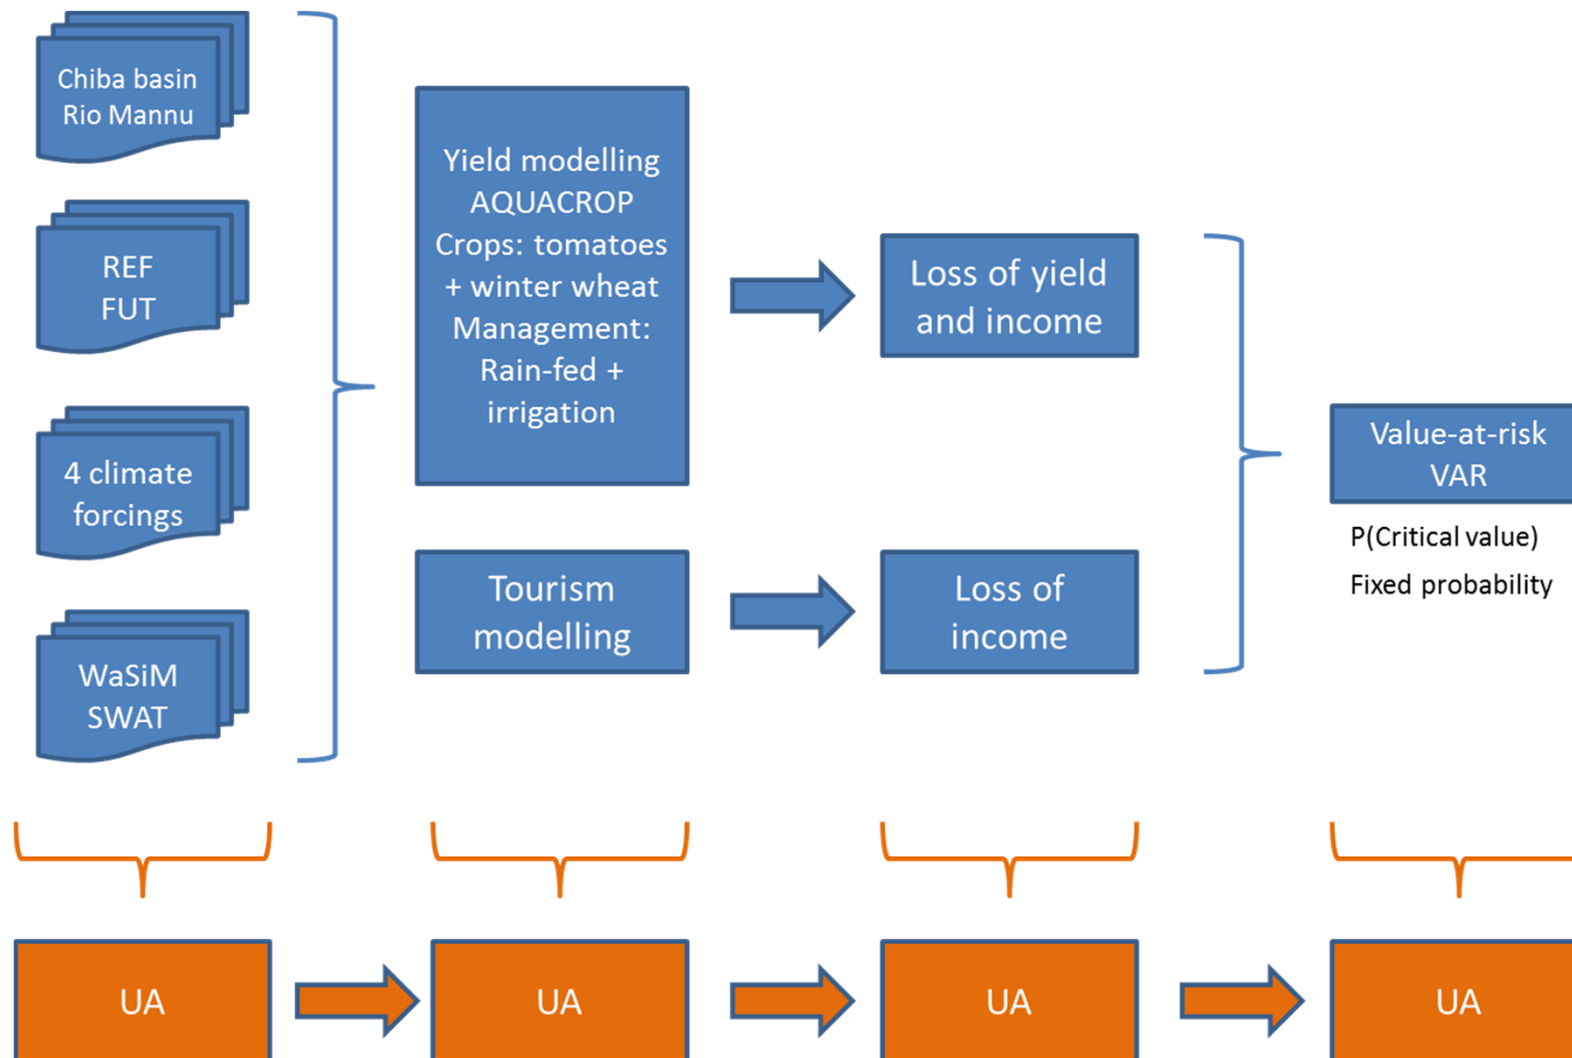 Chiba basin
Rio Mannu
REF
FUT
4 climate
forcings
WaSiM
SWAT
Yield modelling
AQUACROP
Crops: tomatoes
+ winter wheat
Management:
Rain-fed +
irrigation
Tourism
modelling
Loss of yield
and income
Loss of
income
Value-at-risk
VAR
P(Critical value)
Fixed probability
UA
UA
UA
UA